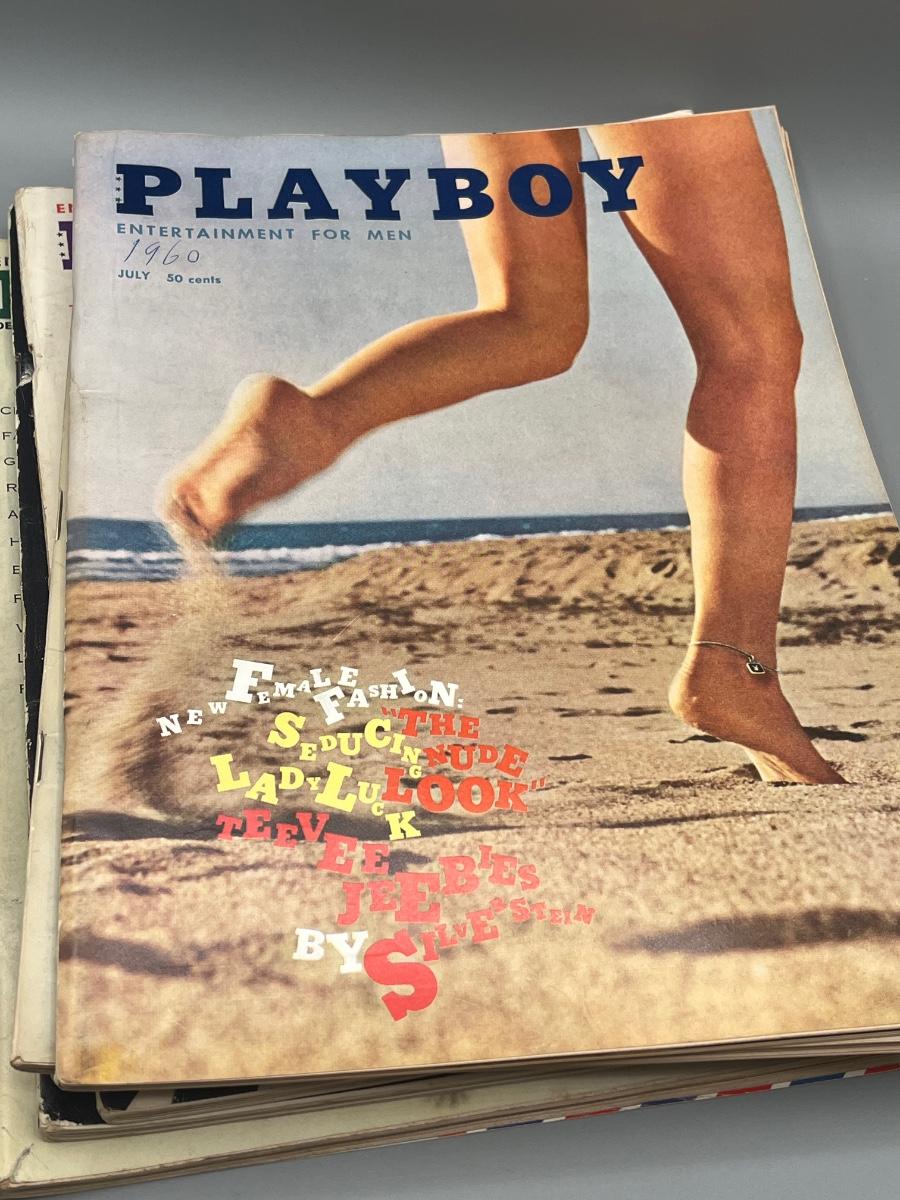 PLAYBOY
ENTERTAINMENT FOR MEN
1960
JULY 50 cents
NEW FEMALE FASHION:
"THE NUDE LOOK"
SEDUCING LADY LUCK
TEEVEE JEEBIES
BY SILVERSTEIN